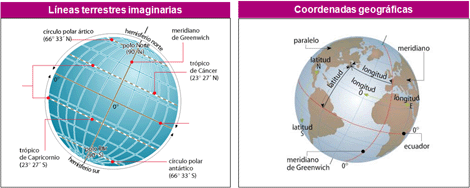 Líneas terrestres imaginarias
círculo polar ártico
(66° 33´ N)
hemisferio norte
polo Norte
(90 /N)
meridiano
de Greenwich
trópico
de Cáncer
(23° 27´ N)
0°
trópico
de Capricornio
(23° 27´ S)
hemisferio sur
círculo polar
antártico
(66° 33´ S)
Coordenadas geográficas
paralelo
meridiano
latitud
N
latitud
longitud
longitud
O
longitud
E
latitud
S
0°
ecuador
meridiano
de Greenwich
0°